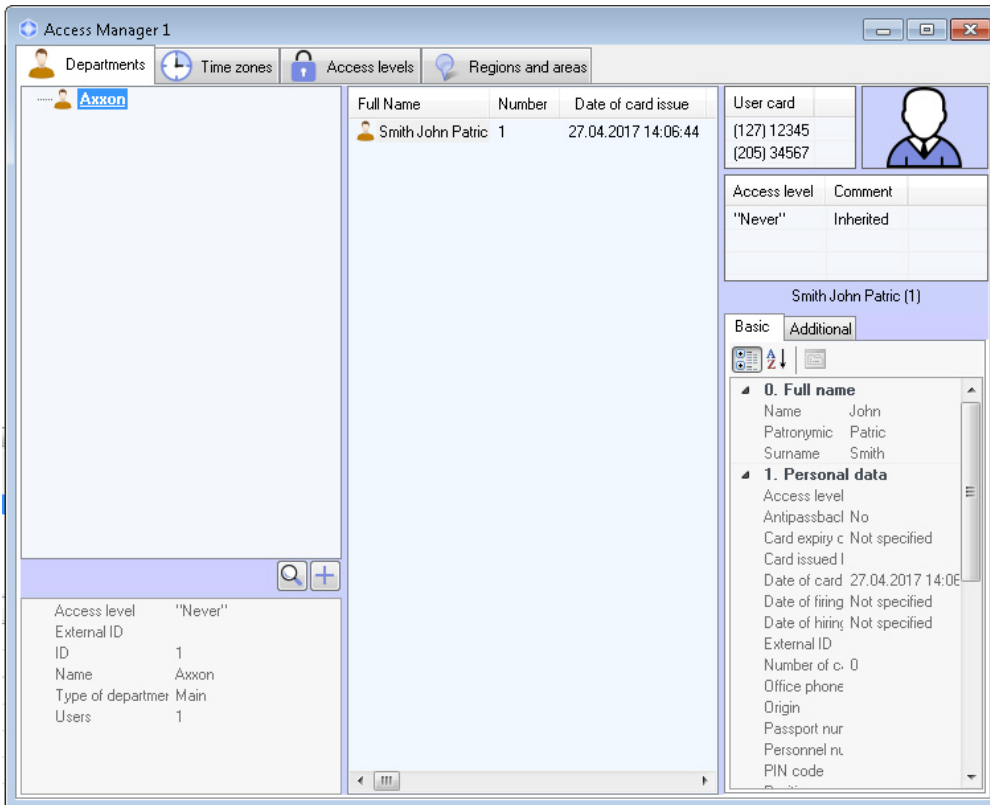 Access Manager 1
Departments Time zones Access levels Regions and areas
Axxon
Full Name Number Date of card issue
Smith John Patric 1 27.04.2017 14:06:44
User card
(127) 12345
(205) 34567
Access level Comment
"Never" Inherited
Smith John Patric (1)
Basic Additional
0. Full name
Name John
Patronymic Patric
Surname Smith
1. Personal data
Access level
Antipassbacl No
Card expiry c Not specified
Card issued l
Date of card 27.04.2017 14:06
Date of firing Not specified
Date of hiring Not specified
External ID
Number of c. 0
Office phone
Origin
Passport nur
Personnel nu
PIN code
Access level "Never"
External ID
ID 1
Name Axxon
Type of departmer Main
Users 1